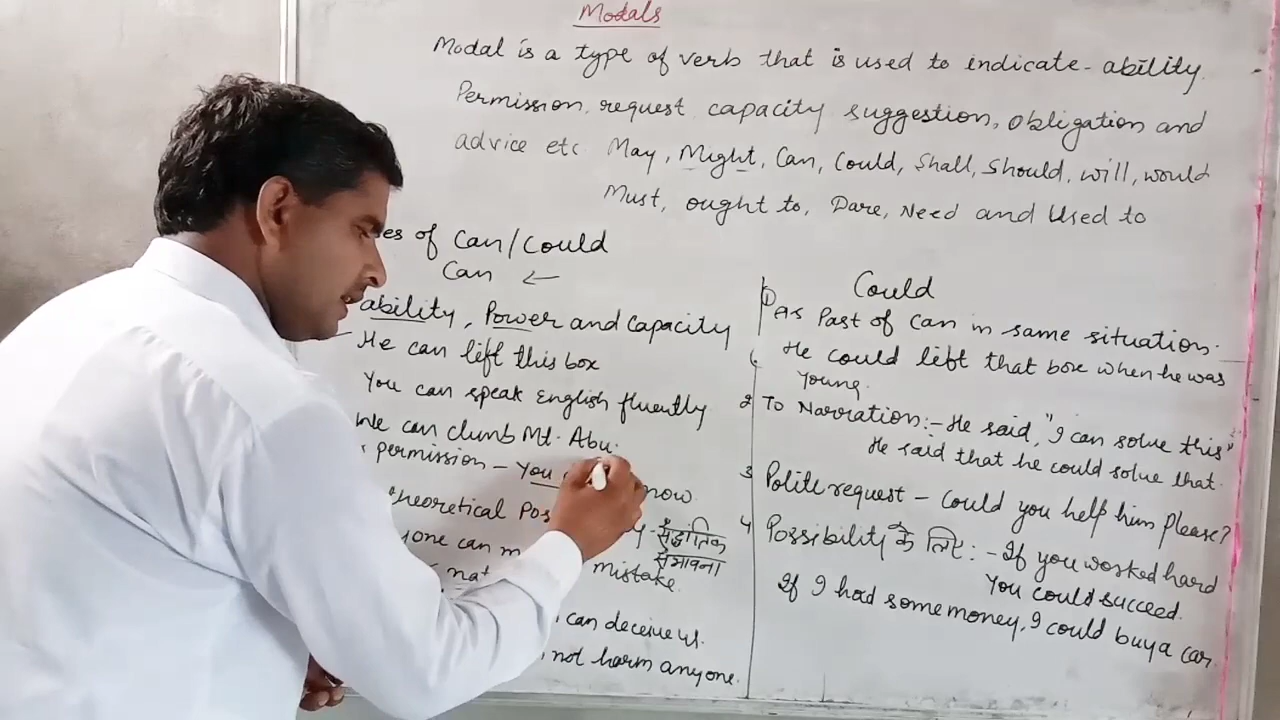 Modals
Modal is a type of verb that is used to indicate - ability.
Permission, request, capacity suggestion, obligation and
advice etc May, Might, Can, Could, Shall, Should, will, would
Must, ought to, Dare, Need and Used to
of Can/Could
Can ←
ability, Power and Capacity
He can left this box
You can speak English fluently
We can climb Mt. Abu.
permission - You now.
theoretical सैद्धांतिक
संभावना
can mistake.
can deceive us.
not harm anyone.
Could
① As Past of Can in same situation.
He could left that box when he was
Young.
2 To Narration:- He said, "I can solve this"
He said that he could solve that.
3 Polite request - Could you help him please?
4 Possibility के लिए :- If you worked hard
You could succeed.
If I had some money, I could buy a car.